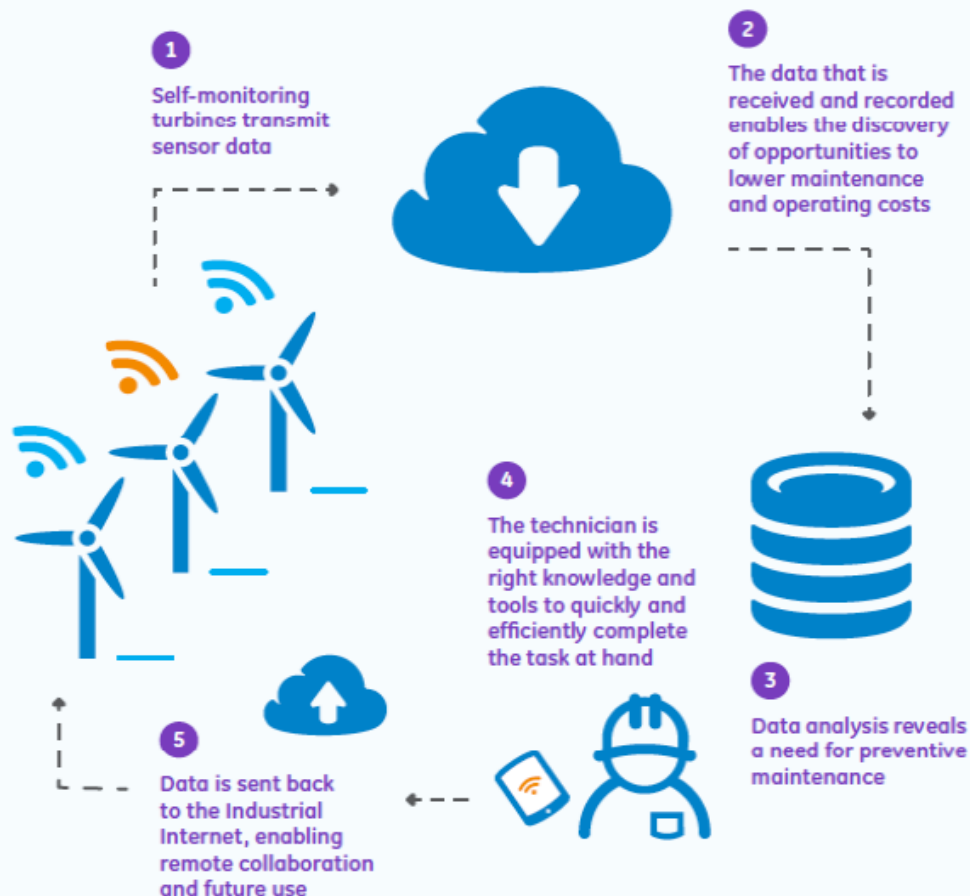 1
Self-monitoring
turbines transmit
sensor data
2
The data that is
received and recorded
enables the discovery
of opportunities to
lower maintenance
and operating costs
3
Data analysis reveals
a need for preventive
maintenance
4
The technician is
equipped with the
right knowledge and
tools to quickly and
efficiently complete
the task at hand
5
Data is sent back
to the Industrial
Internet, enabling
remote collaboration
and future use